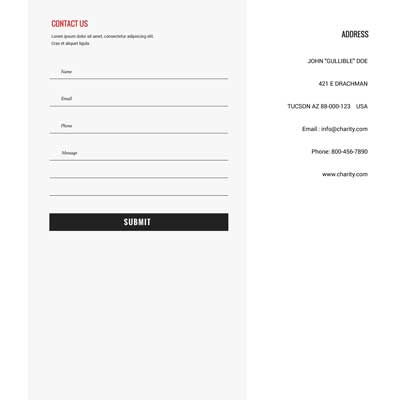 CONTACT US
Lorem ipsum dolor sit amet, consectetur adipiscing elit.
Cras et aliquet ligula.
Name
Email
Phone
Message
SUBMIT
ADDRESS
JOHN "GULLIBLE" DOE
421 E DRACHMAN
TUCSON AZ 88-000-123 USA
Email : info@charity.com
Phone: 800-456-7890
www.charity.com